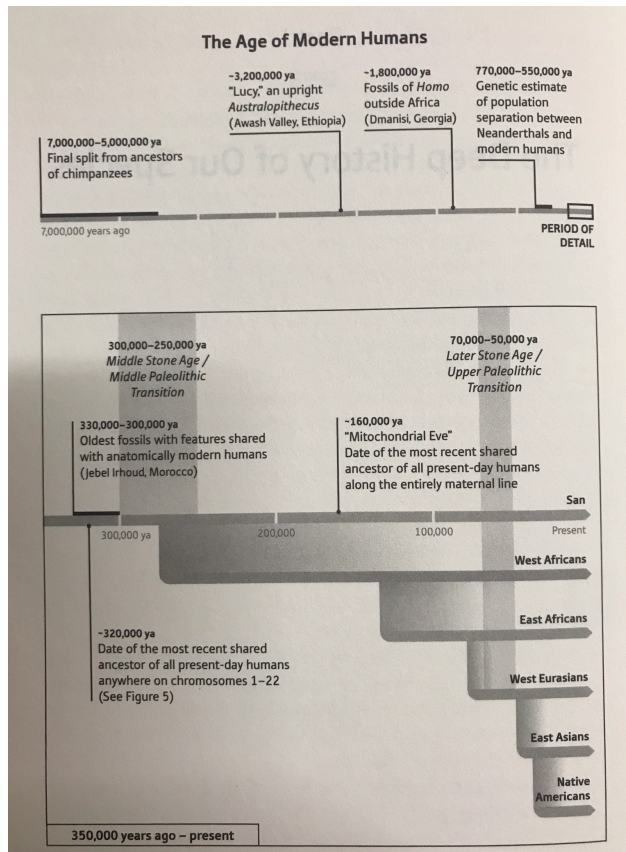 The Age of Modern Humans
~3,200,000 ya
"Lucy," an upright
Australopithecus
(Awash Valley, Ethiopia)
~1,800,000 ya
Fossils of Homo
outside Africa
(Dmanisi, Georgia)
770,000–550,000 ya
Genetic estimate
of population
separation between
Neanderthals and
modern humans
7,000,000–5,000,000 ya
Final split from ancestors
of chimpanzees
7,000,000 years ago
PERIOD OF
DETAIL
300,000–250,000 ya
Middle Stone Age /
Middle Paleolithic
Transition
70,000–50,000 ya
Later Stone Age /
Upper Paleolithic
Transition
330,000–300,000 ya
Oldest fossils with features shared
with anatomically modern humans
(Jebel Irhoud, Morocco)
~160,000 ya
"Mitochondrial Eve"
Date of the most recent shared
ancestor of all present-day humans
along the entirely maternal line
San
300,000 ya
200,000
100,000
Present
West Africans
East Africans
~320,000 ya
Date of the most recent shared
ancestor of all present-day humans
anywhere on chromosomes 1–22
(See Figure 5)
West Eurasians
East Asians
Native
Americans
350,000 years ago – present